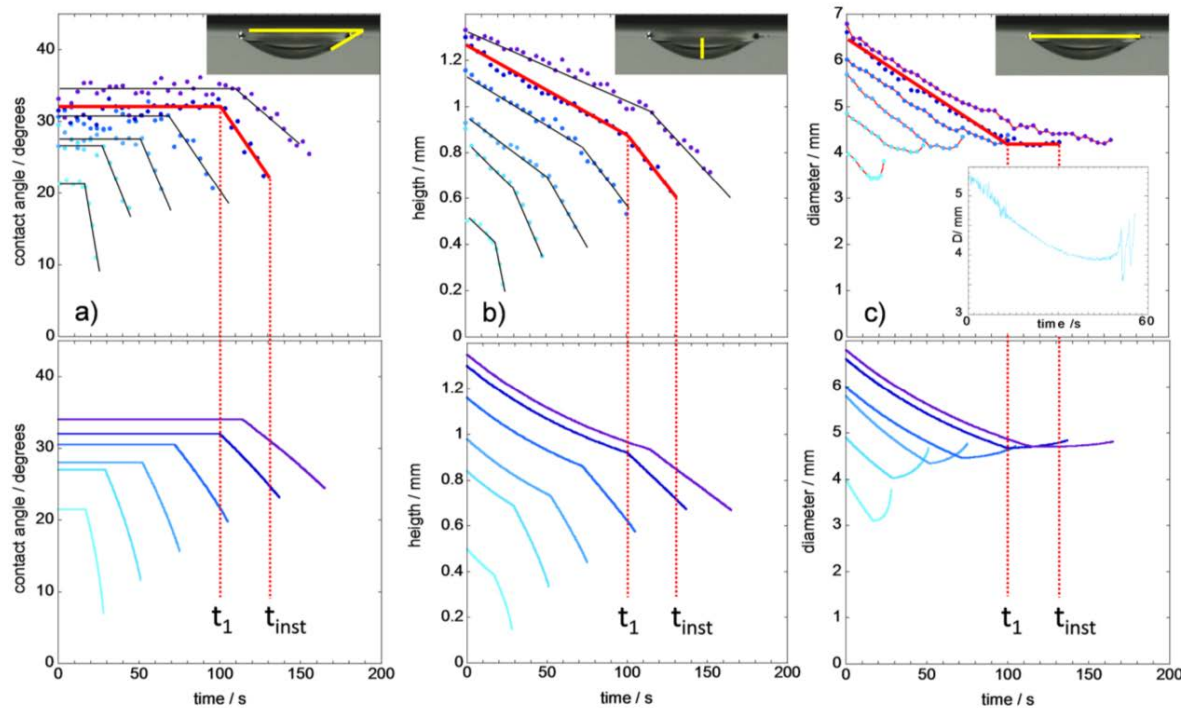 contact angle / degrees
40
30
20
10
0
a)
heigth / mm
1.2
1
0.8
0.6
0.4
0.2
0
b)
diameter / mm
7
6
5
4
3
2
1
0
c)
D/ mm
5
4
3
0
time /s
60
contact angle / degrees
40
30
20
10
0
t1
tinst
0
50
100
150
200
time / s
heigth / mm
1.2
1
0.8
0.6
0.4
0.2
0
t1
tinst
0
50
100
150
200
time / s
diameter / mm
6
5
4
3
2
1
0
t1
tinst
0
50
100
150
200
time / s